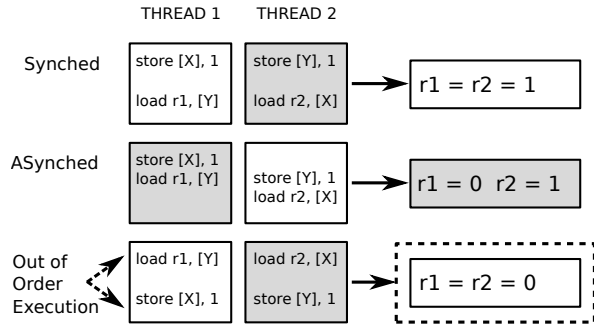 THREAD 1 THREAD 2
Synched
store [X], 1
load r1, [Y]
store [Y], 1
load r2, [X]
r1 = r2 = 1
ASynched
store [X], 1
load r1, [Y]
store [Y], 1
load r2, [X]
r1 = 0 r2 = 1
Out of
Order
Execution
load r1, [Y]
store [X], 1
load r2, [X]
store [Y], 1
r1 = r2 = 0